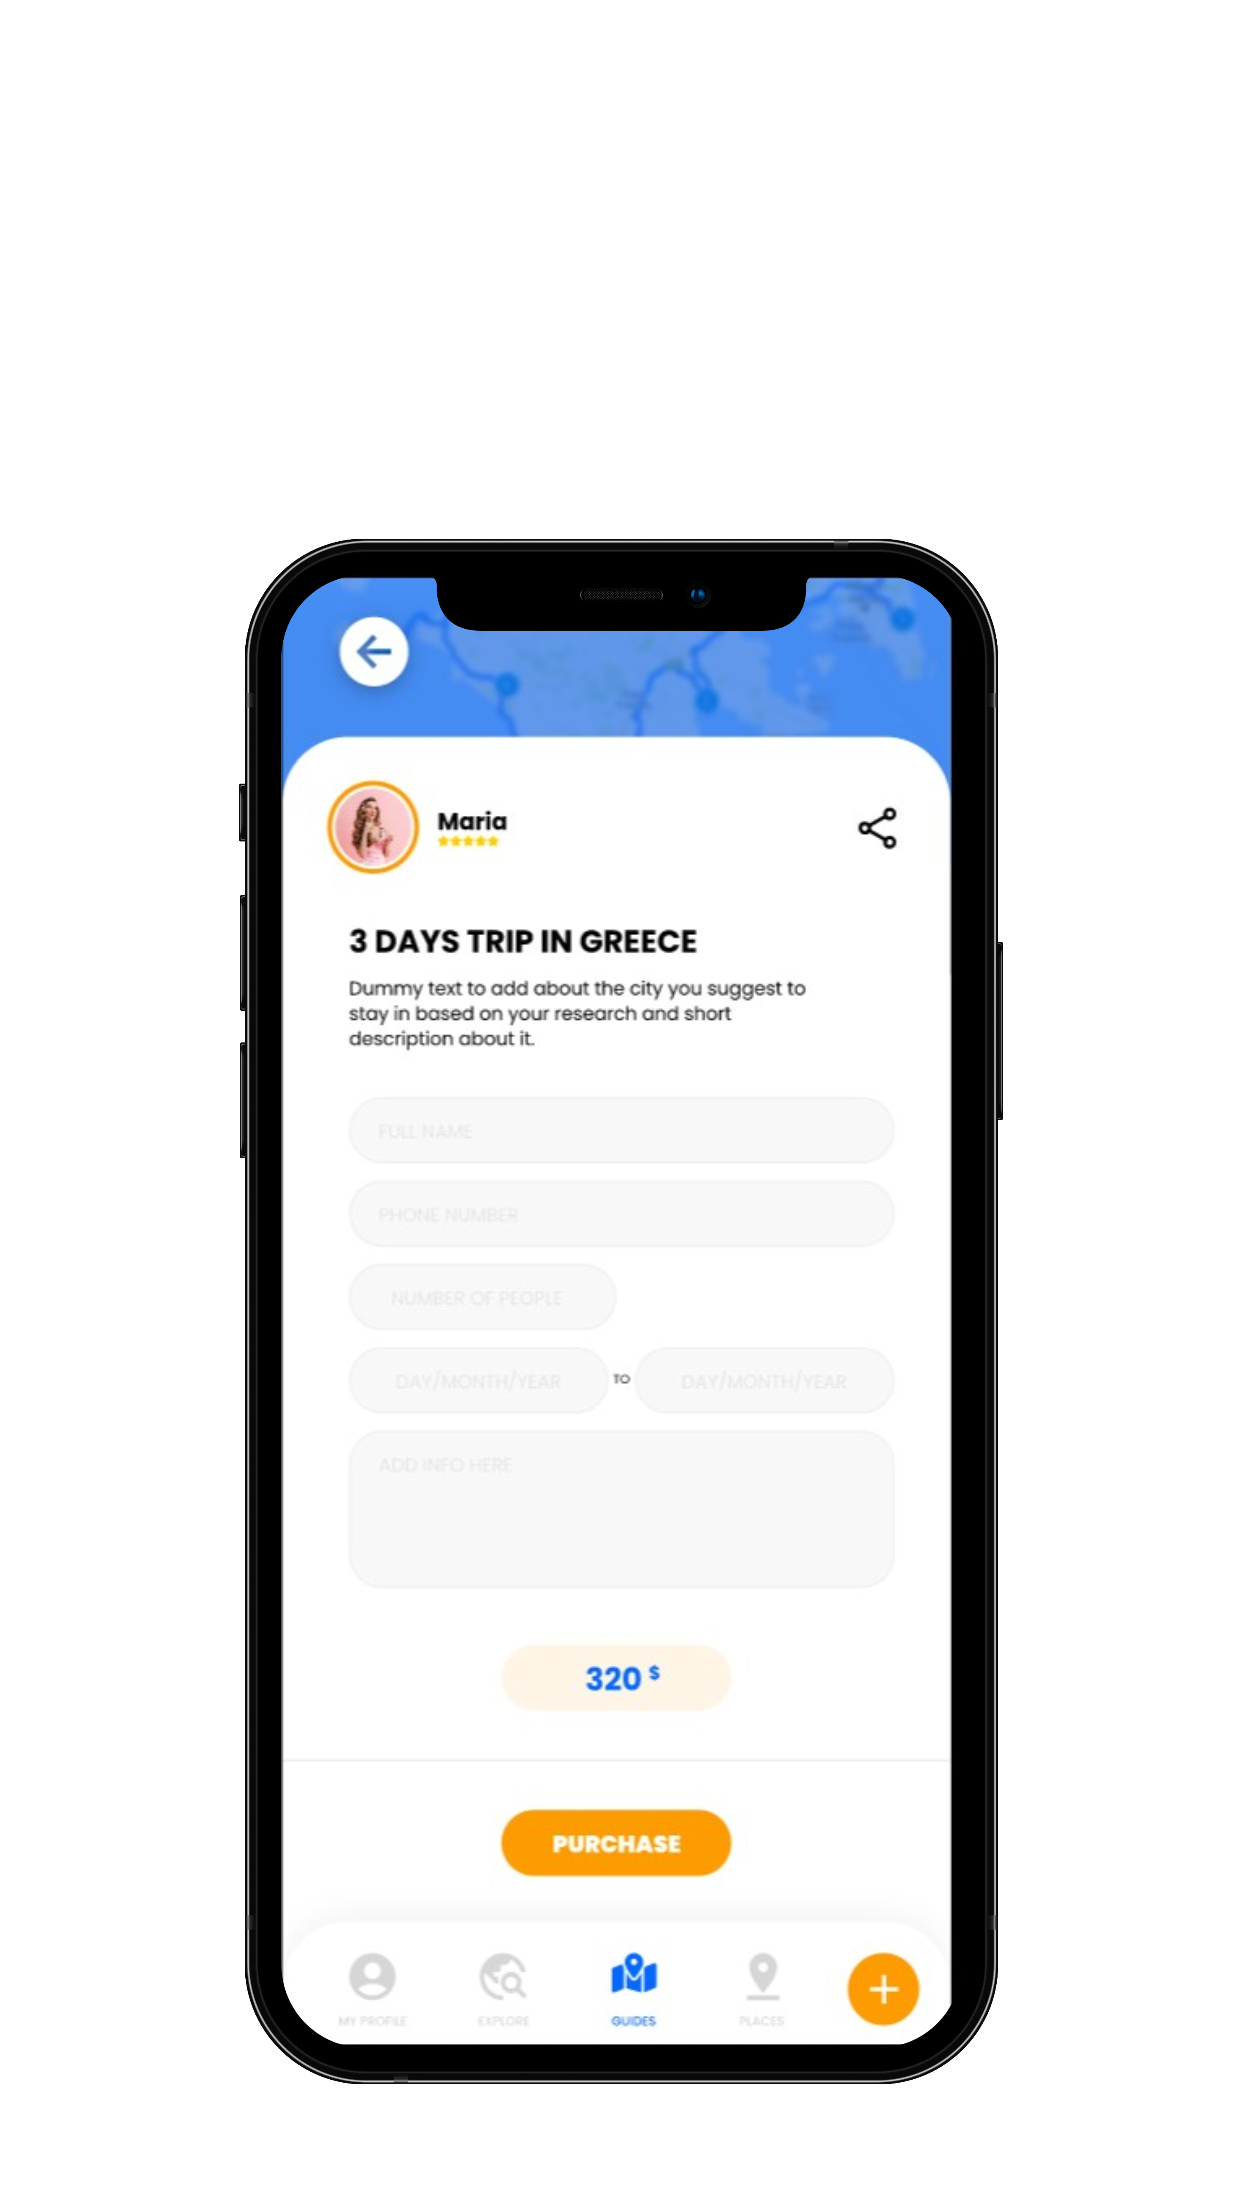 Maria
3 DAYS TRIP IN GREECE
Dummy text to add about the city you suggest to
stay in based on your research and short
description about it.
FULL NAME
PHONE NUMBER
NUMBER OF PEOPLE
DAY/MONTH/YEAR TO DAY/MONTH/YEAR
ADD INFO HERE
320 $
PURCHASE
MY PROFILE EXPLORE GUIDES PLACES